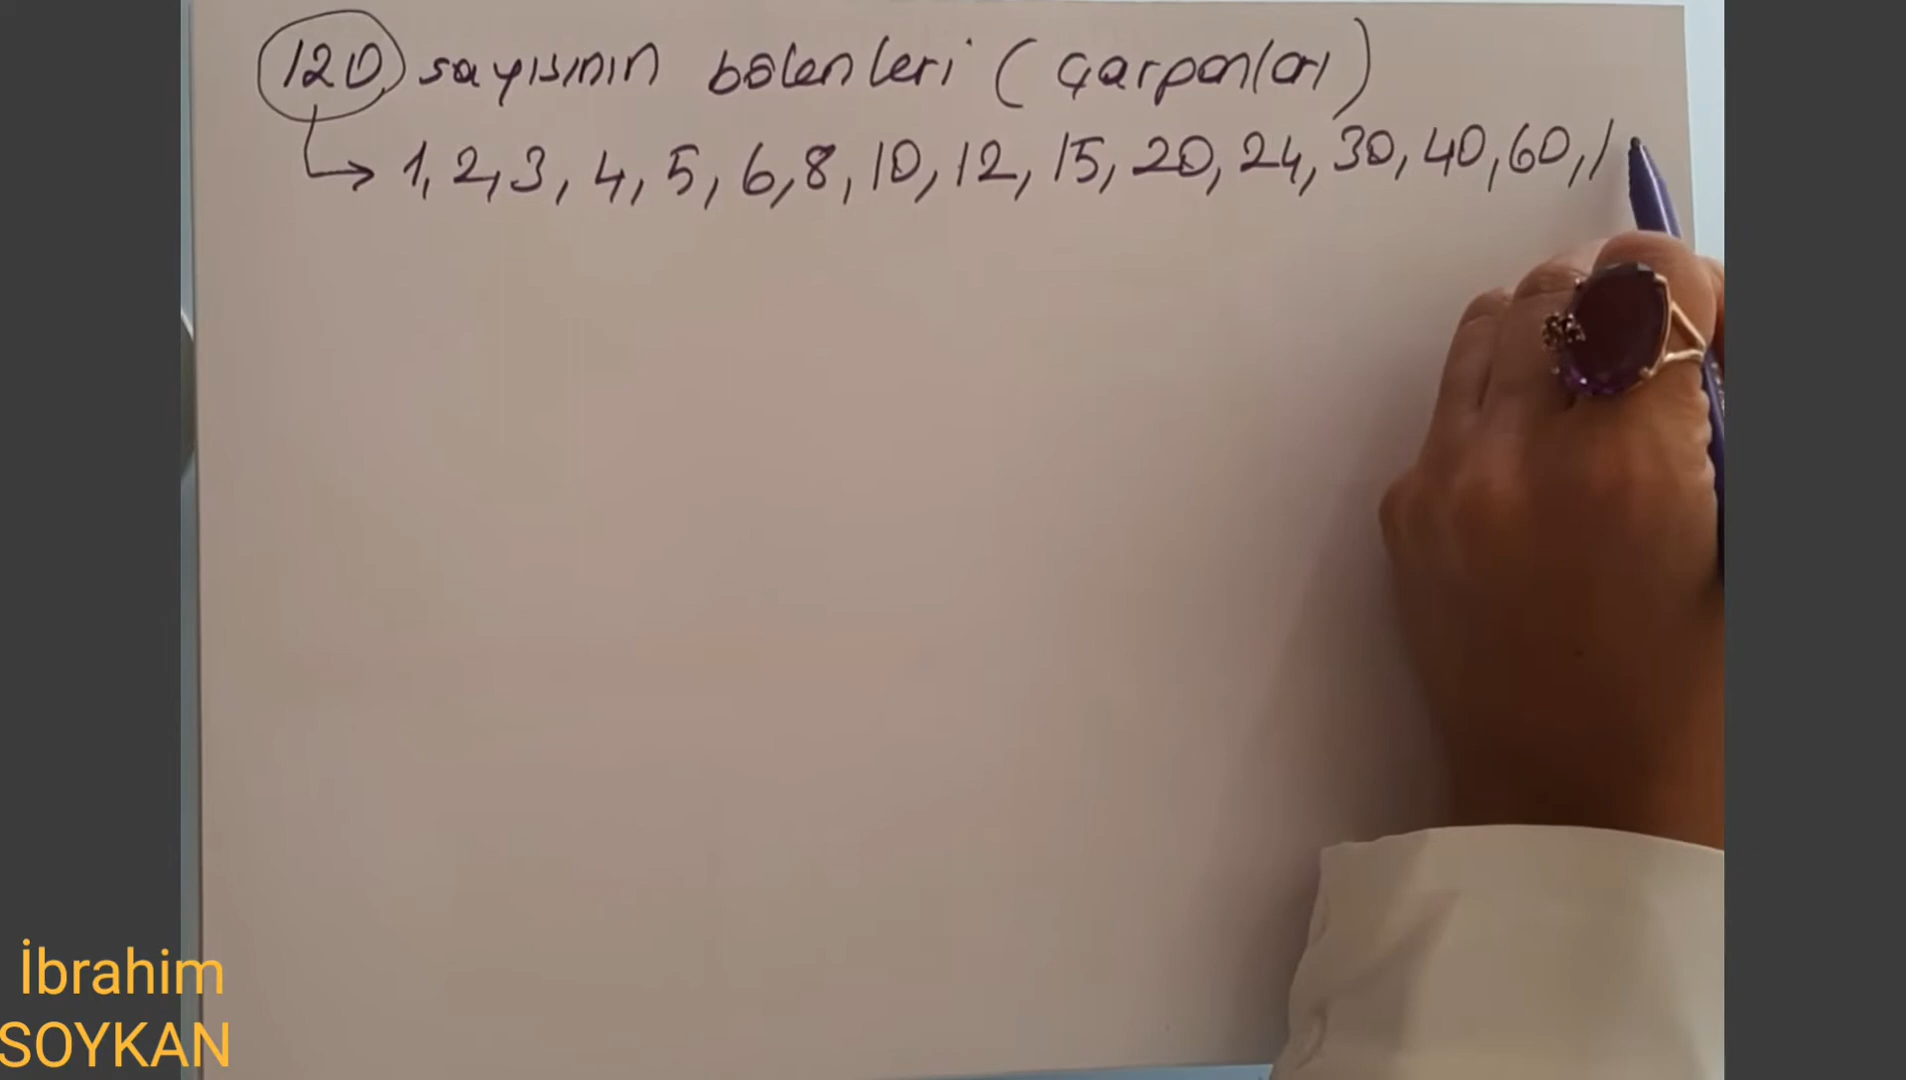 120 sayısının bölenleri ( çarpanları )
→ 1, 2, 3, 4, 5, 6, 8, 10, 12, 15, 20, 24, 30, 40, 60, 1
İbrahim
SOYKAN